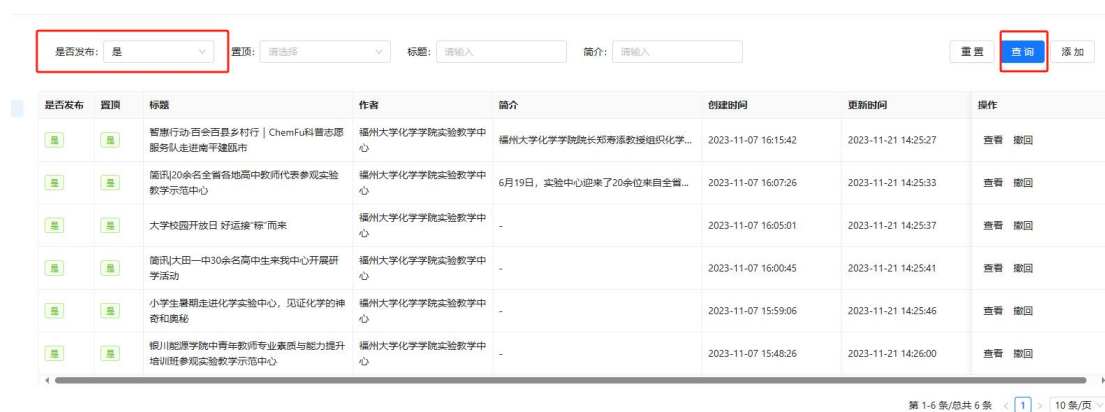 是否发布: 是 置顶: 请选择 标题: 请输入 简介: 请输入 重置 查询 添加
是否发布 置顶 标题 作者 简介 创建时间 更新时间 操作
是 是 智惠行动·百会百县乡村行｜ChemFu科普志愿 福州大学化学学院实验教学中 福州大学化学学院院长郑寿添教授组织化学... 2023-11-07 16:15:42 2023-11-21 14:25:27 查看 撤回
服务队走进南平建瓯市 心
是 是 简讯|20余名全省各地高中教师代表参观实验 福州大学化学学院实验教学中 6月19日，实验中心迎来了20余位来自全省... 2023-11-07 16:07:26 2023-11-21 14:25:33 查看 撤回
教学示范中心 心
是 是 大学校园开放日 好运接“粽”而来 福州大学化学学院实验教学中 - 2023-11-07 16:05:01 2023-11-21 14:25:37 查看 撤回
心
是 是 简讯|大田一中30余名高中生来我中心开展研 福州大学化学学院实验教学中 - 2023-11-07 16:00:45 2023-11-21 14:25:41 查看 撤回
学活动 心
是 是 小学生暑期走进化学实验中心，见证化学的神 福州大学化学学院实验教学中 - 2023-11-07 15:59:06 2023-11-21 14:25:46 查看 撤回
奇和奥秘 心
是 是 银川能源学院中青年教师专业素质与能力提升 福州大学化学学院实验教学中 - 2023-11-07 15:48:26 2023-11-21 14:26:00 查看 撤回
培训班参观实验教学示范中心 心
第 1-6 条/总共 6 条 < 1 > 10 条/页